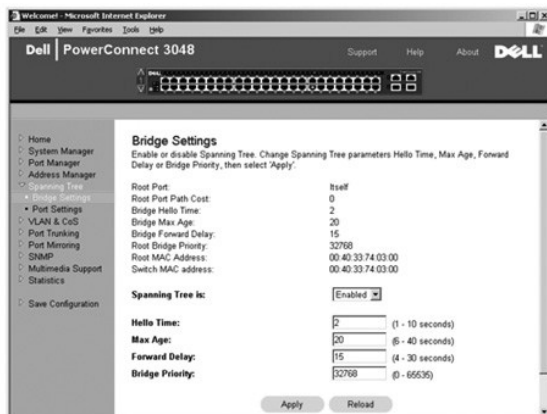 Welcome! - Microsoft Internet Explorer
File Edit View Favorites Tools Help
Dell | PowerConnect 3048
Support Help About DELL
Home
System Manager
Port Manager
Address Manager
Spanning Tree
Bridge Settings
Port Settings
VLAN & CoS
Port Trunking
Port Mirroring
SNMP
Multimedia Support
Statistics
Save Configuration
Bridge Settings
Enable or disable Spanning Tree. Change Spanning Tree parameters Hello Time, Max Age, Forward
Delay or Bridge Priority, then select 'Apply'.
Root Port: Itself
Root Port Path Cost: 0
Bridge Hello Time: 2
Bridge Max Age: 20
Bridge Forward Delay: 15
Root Bridge Priority: 32768
Root MAC Address: 00:40:33:74:03:00
Switch MAC address: 00:40:33:74:03:00
Spanning Tree is: Enabled
Hello Time: 2 (1 - 10 seconds)
Max Age: 20 (6 - 40 seconds)
Forward Delay: 15 (4 - 30 seconds)
Bridge Priority: 32768 (0 - 65535)
Apply Reload